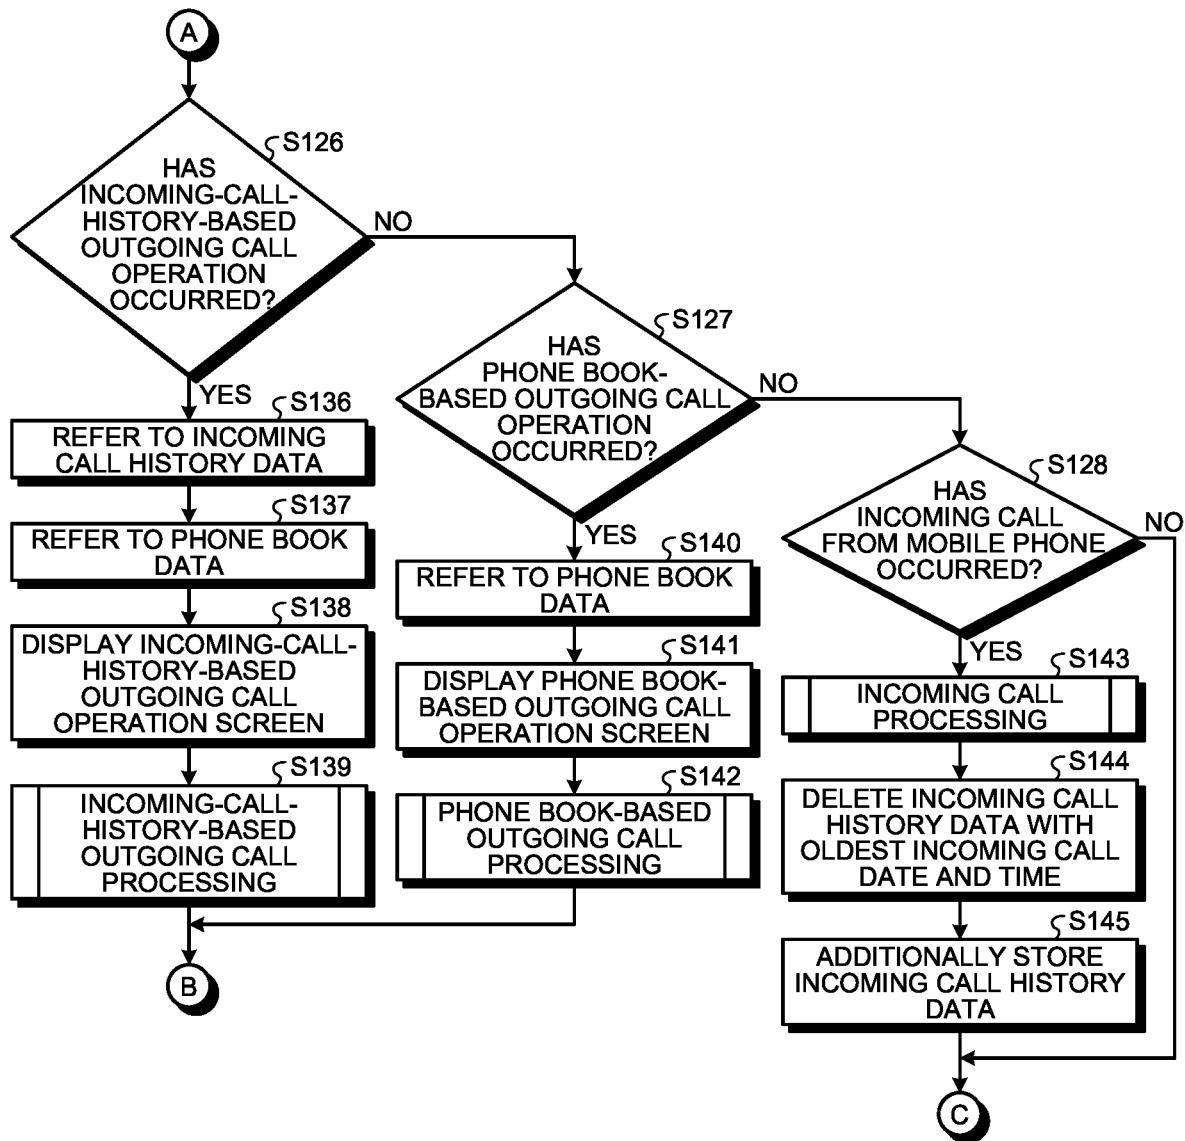 A
S126
HAS
INCOMING-CALL-
HISTORY-BASED
OUTGOING CALL
OPERATION
OCCURRED?
NO
YES
S136
REFER TO INCOMING
CALL HISTORY DATA
S137
REFER TO PHONE BOOK
DATA
S138
DISPLAY INCOMING-CALL-
HISTORY-BASED
OUTGOING CALL
OPERATION SCREEN
S139
INCOMING-CALL-
HISTORY-BASED
OUTGOING CALL
PROCESSING
B
S127
HAS
PHONE BOOK-
BASED OUTGOING CALL
OPERATION
OCCURRED?
NO
YES
S140
REFER TO PHONE BOOK
DATA
S141
DISPLAY PHONE BOOK-
BASED OUTGOING CALL
OPERATION SCREEN
S142
PHONE BOOK-BASED
OUTGOING CALL
PROCESSING
S128
HAS
INCOMING CALL
FROM MOBILE PHONE
OCCURRED?
NO
YES
S143
INCOMING CALL
PROCESSING
S144
DELETE INCOMING CALL
HISTORY DATA WITH
OLDEST INCOMING CALL
DATE AND TIME
S145
ADDITIONALLY STORE
INCOMING CALL HISTORY
DATA
C